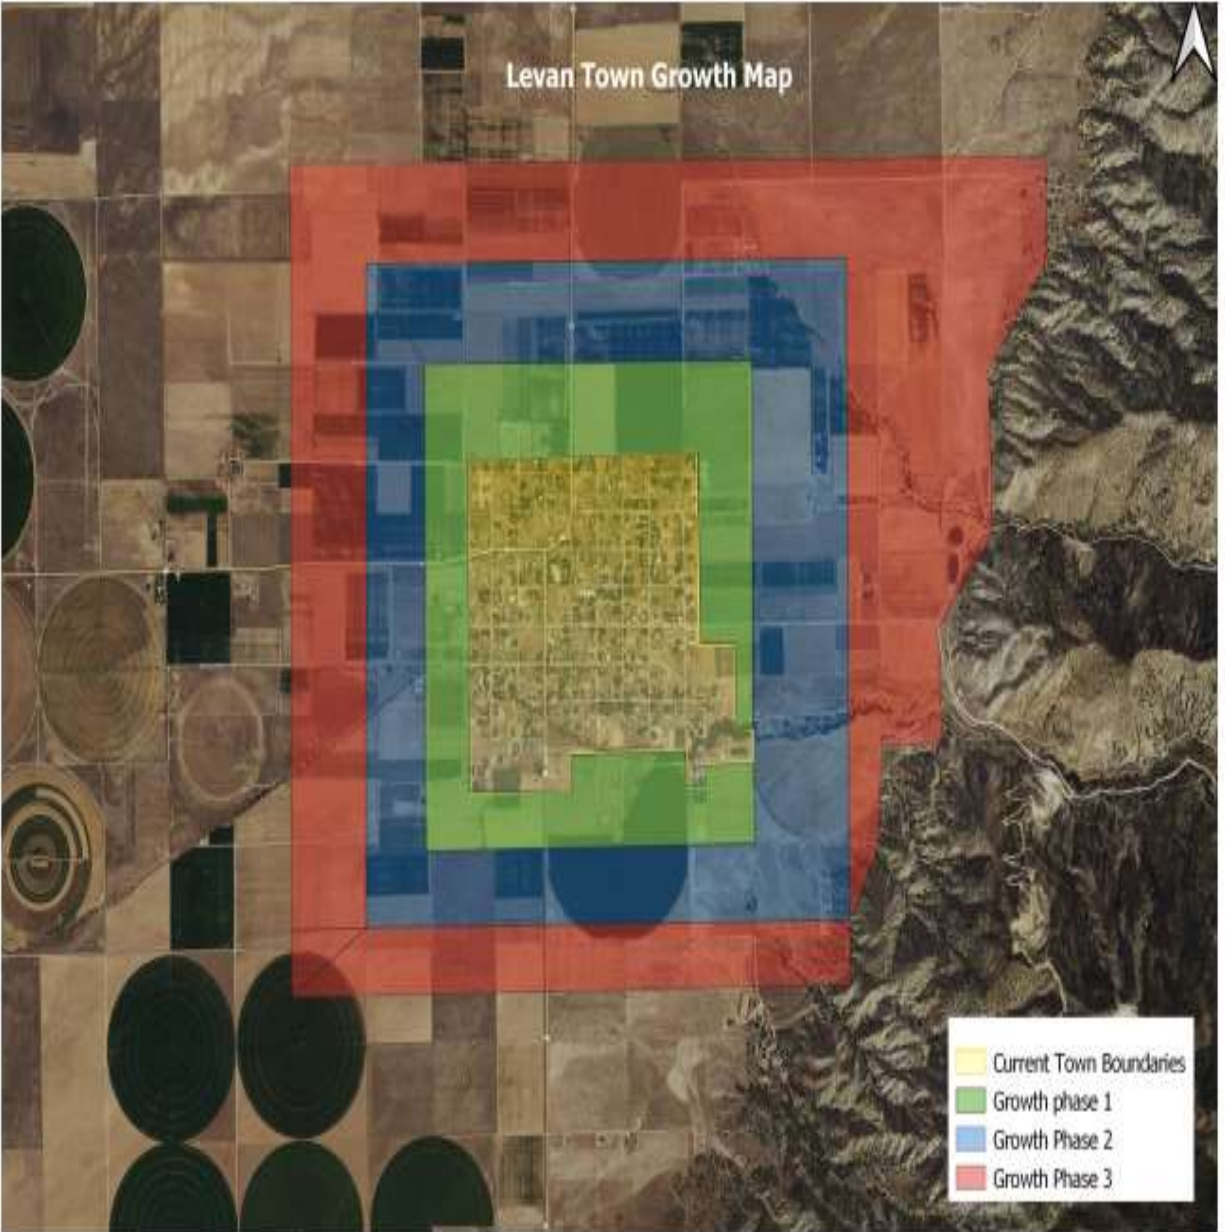 Levan Town Growth Map
Current Town Boundaries
Growth phase 1
Growth Phase 2
Growth Phase 3